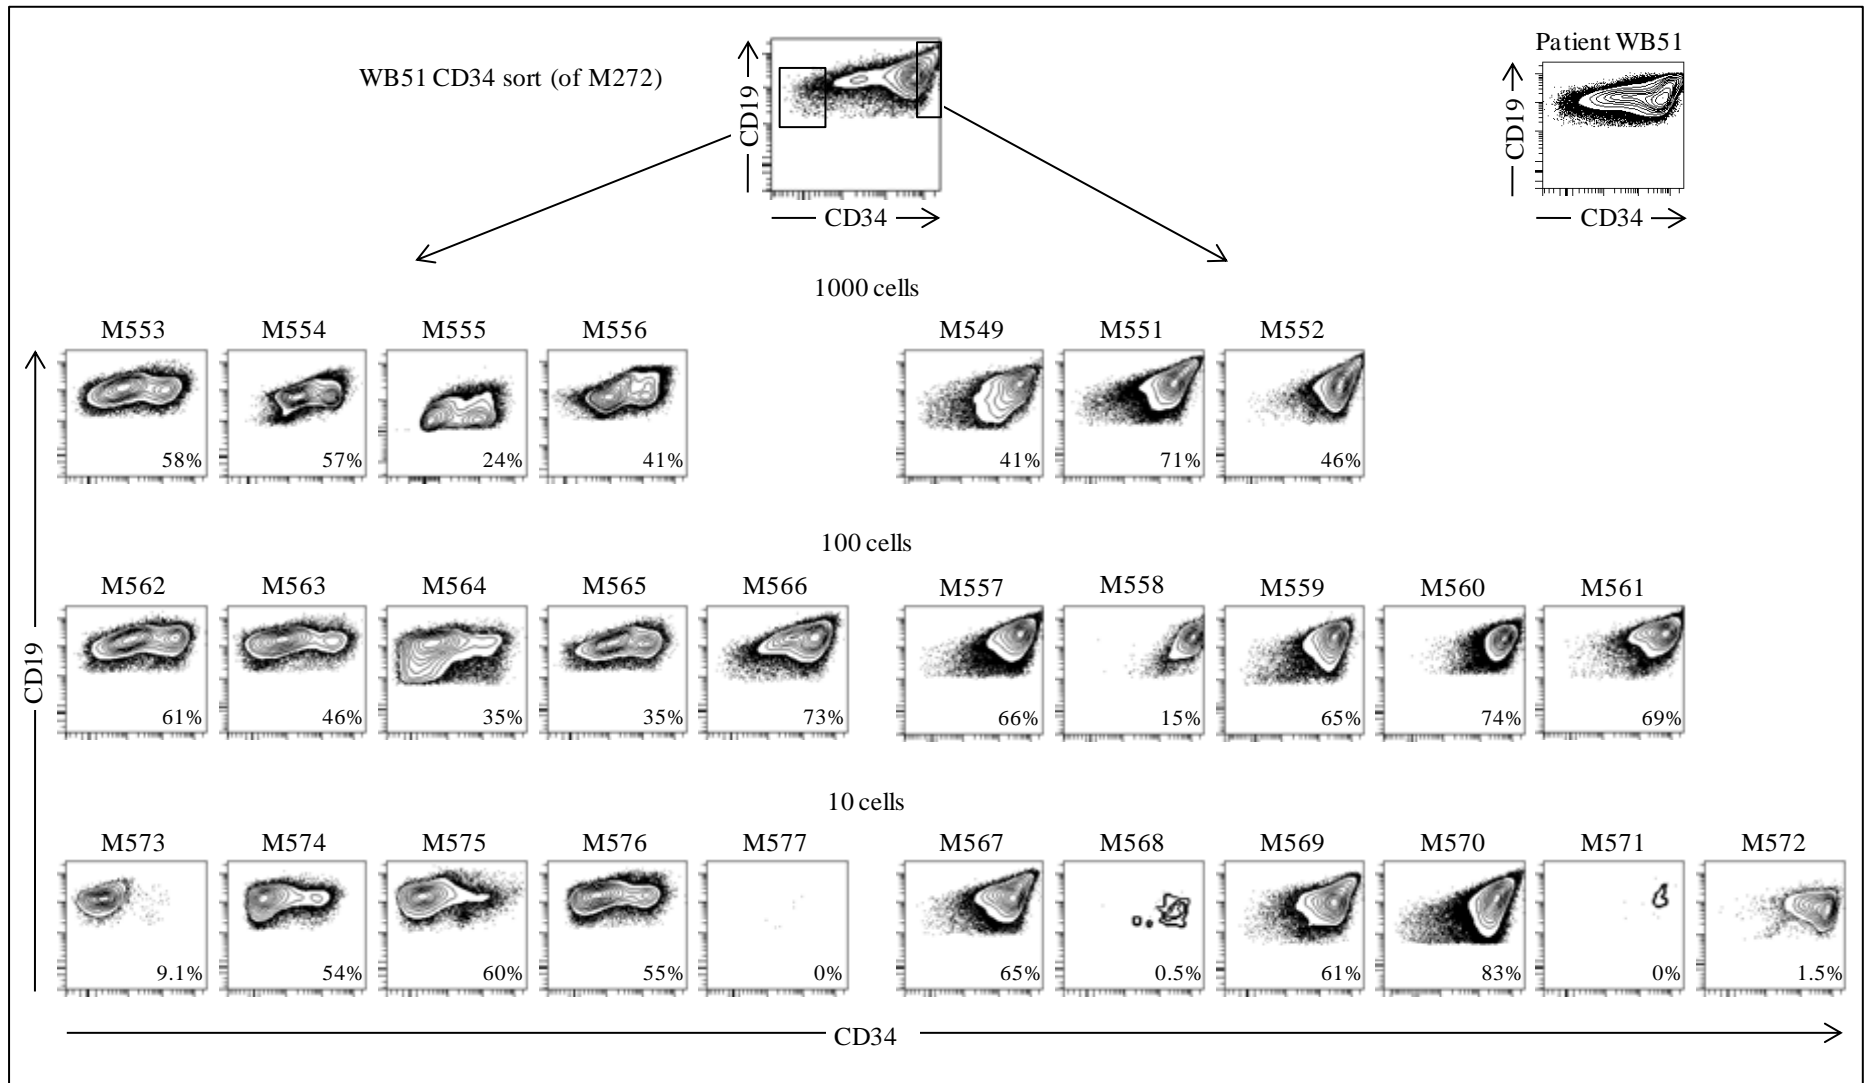 Patient WB51
WB51 CD34 sort (of M272)
CD19
CD19
CD34
CD34
1000 cells
M553 M554 M555 M556 M549 M551 M552
58% 57% 24% 41% 41% 71% 46%
100 cells
M562 M563 M564 M565 M566 M557 M558 M559 M560 M561
CD19
61% 46% 35% 35% 73% 66% 15% 65% 74% 69%
10 cells
M573 M574 M575 M576 M577 M567 M568 M569 M570 M571 M572
9.1% 54% 60% 55% 0% 65% 0.5% 61% 83% 0% 1.5%
CD34